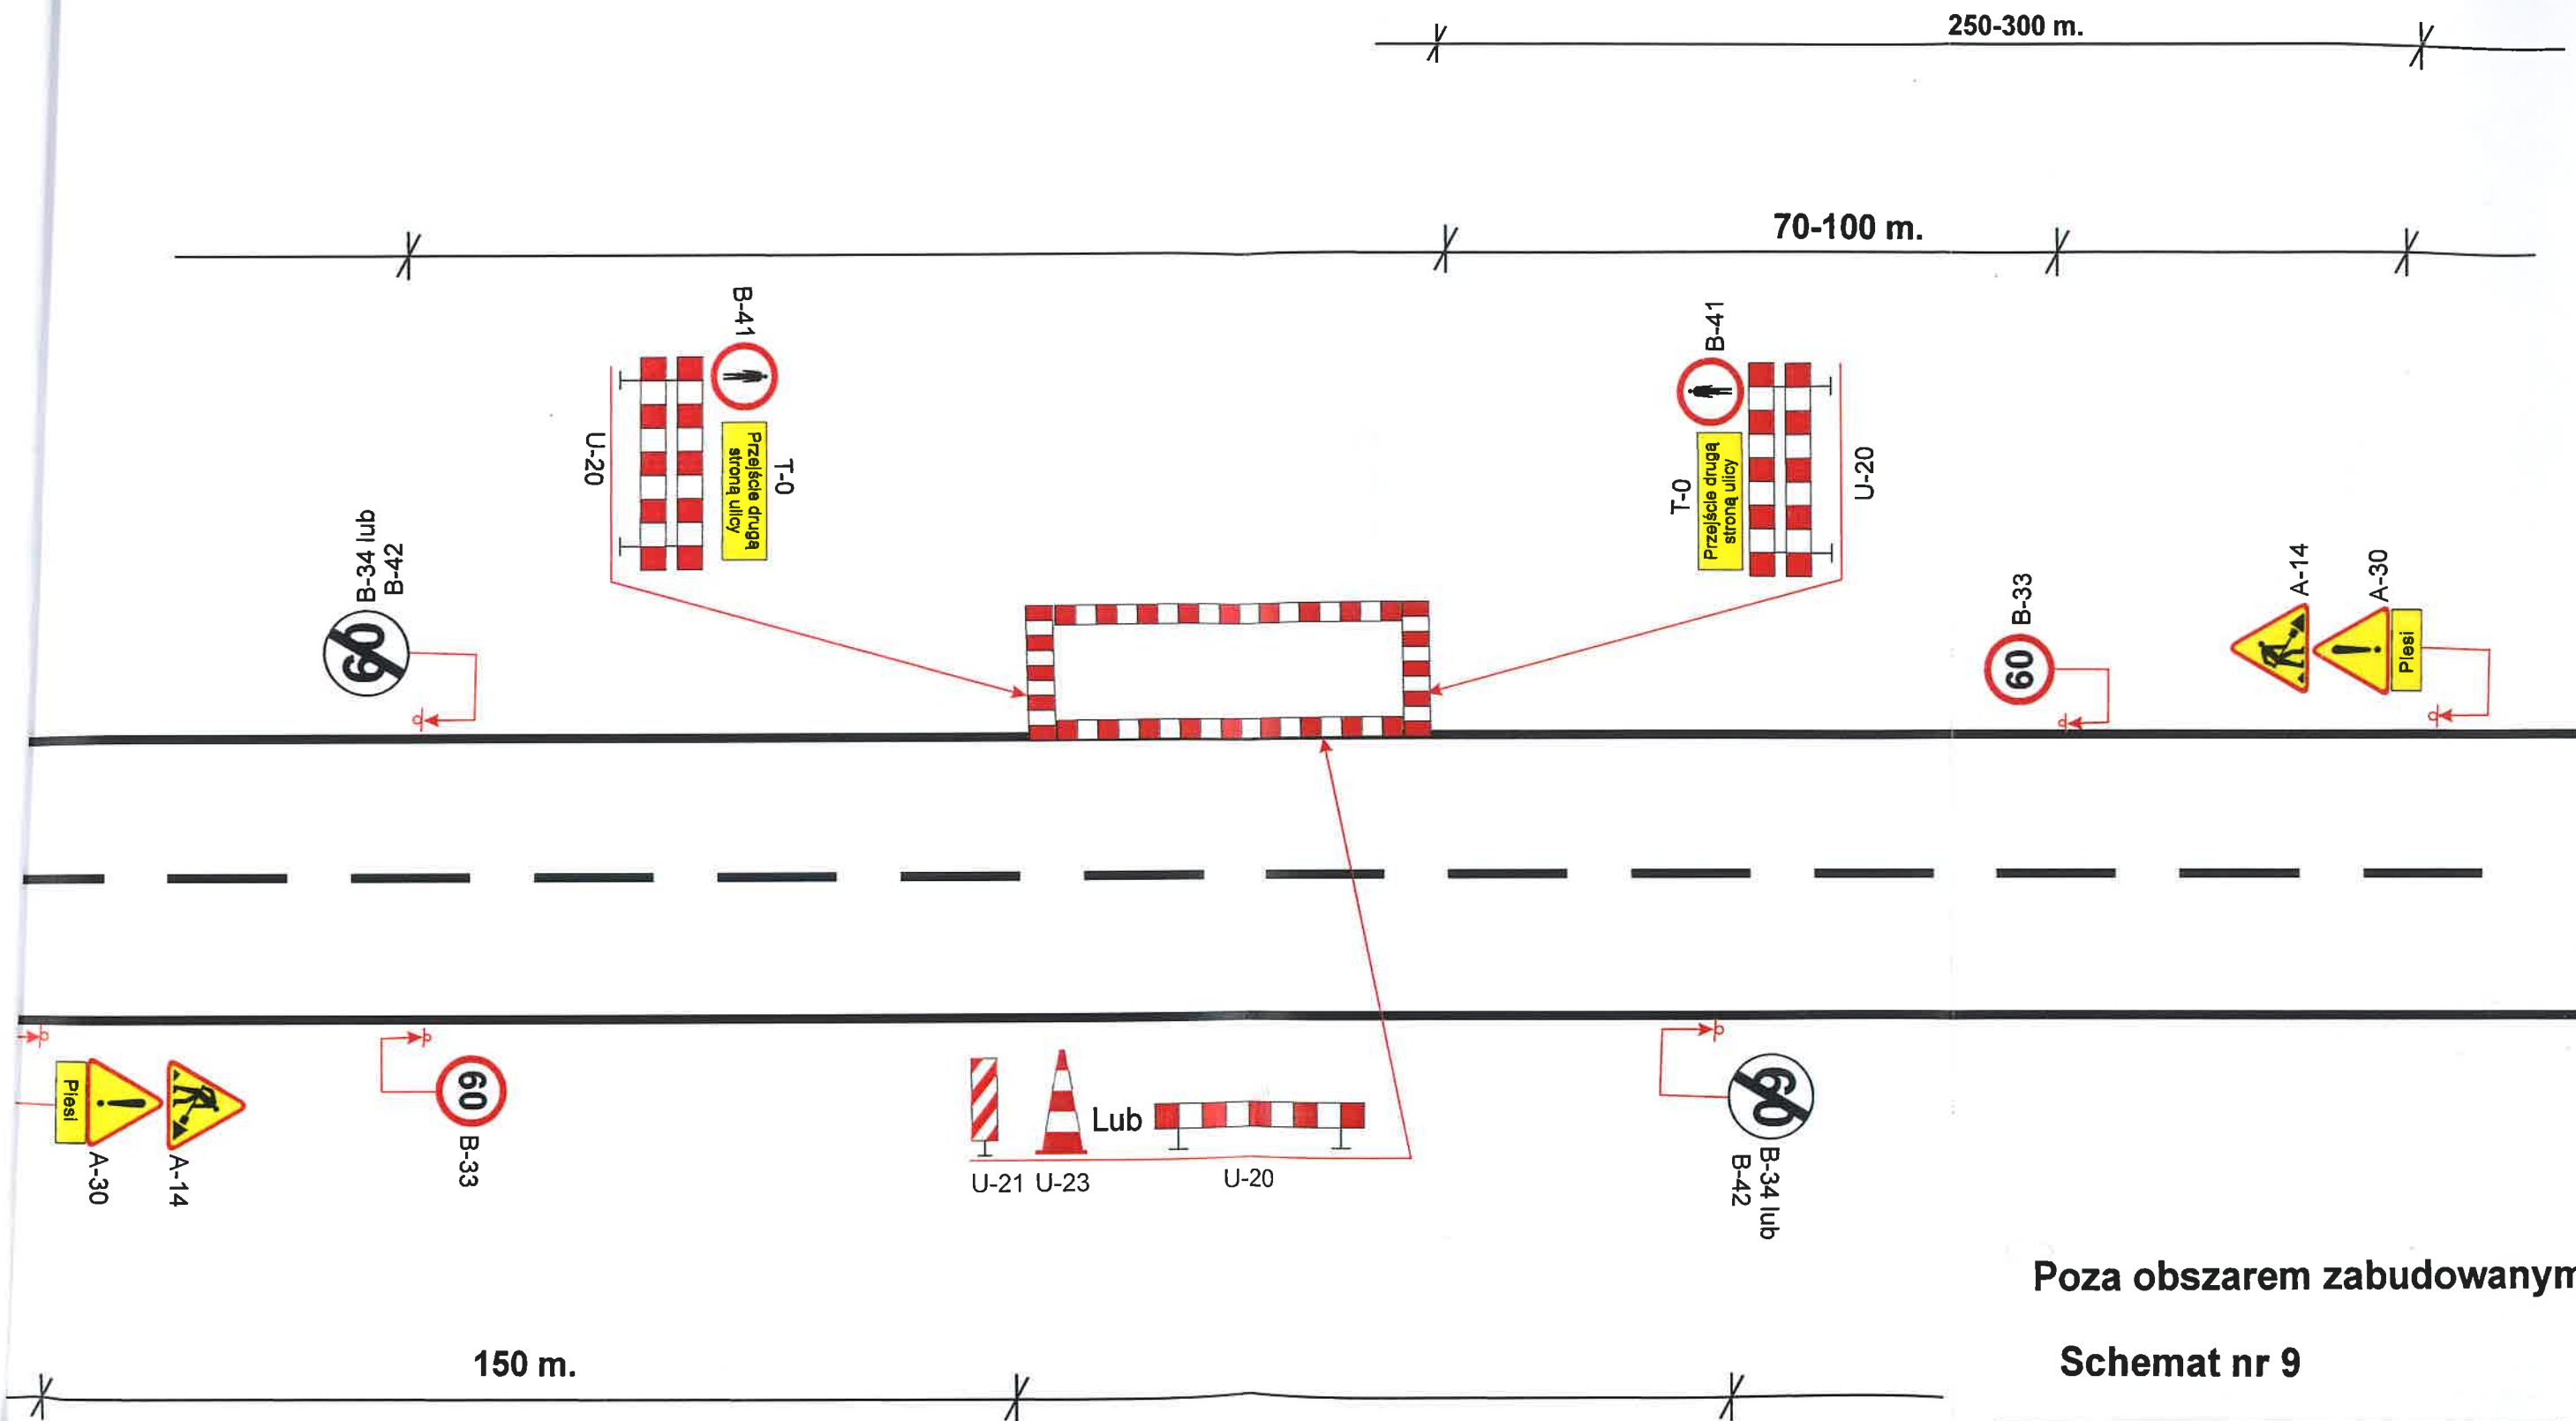 250-300 m.
70-100 m.
B-41
T-0
Przejście drugą
stroną ulicy
U-20
B-41
T-0
Przejście drugą
stroną ulicy
U-20
B-34 lub
B-42
60
B-33
60
A-14
A-30
!
Piesi
Piesi
!
A-30
A-14
60
B-33
Lub
U-21
U-23
U-20
60
B-34 lub
B-42
Poza obszarem zabudowanym
Schemat nr 9
150 m.